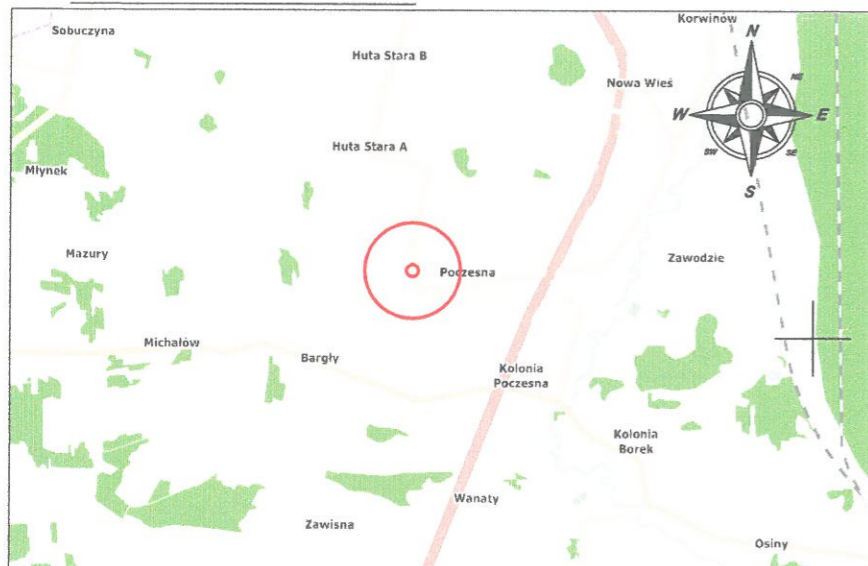 Korwinów
Sobuczyna
N
Huta Stara B
NE
Nowa Wieś
W
E
Huta Stara A
SW
SE
Młynek
S
Mazury
Zawodzie
Poczesna
Michałów
Bargły
Kolonia
Poczesna
Kolonia
Borek
Wanaty
Zawisna
Osiny